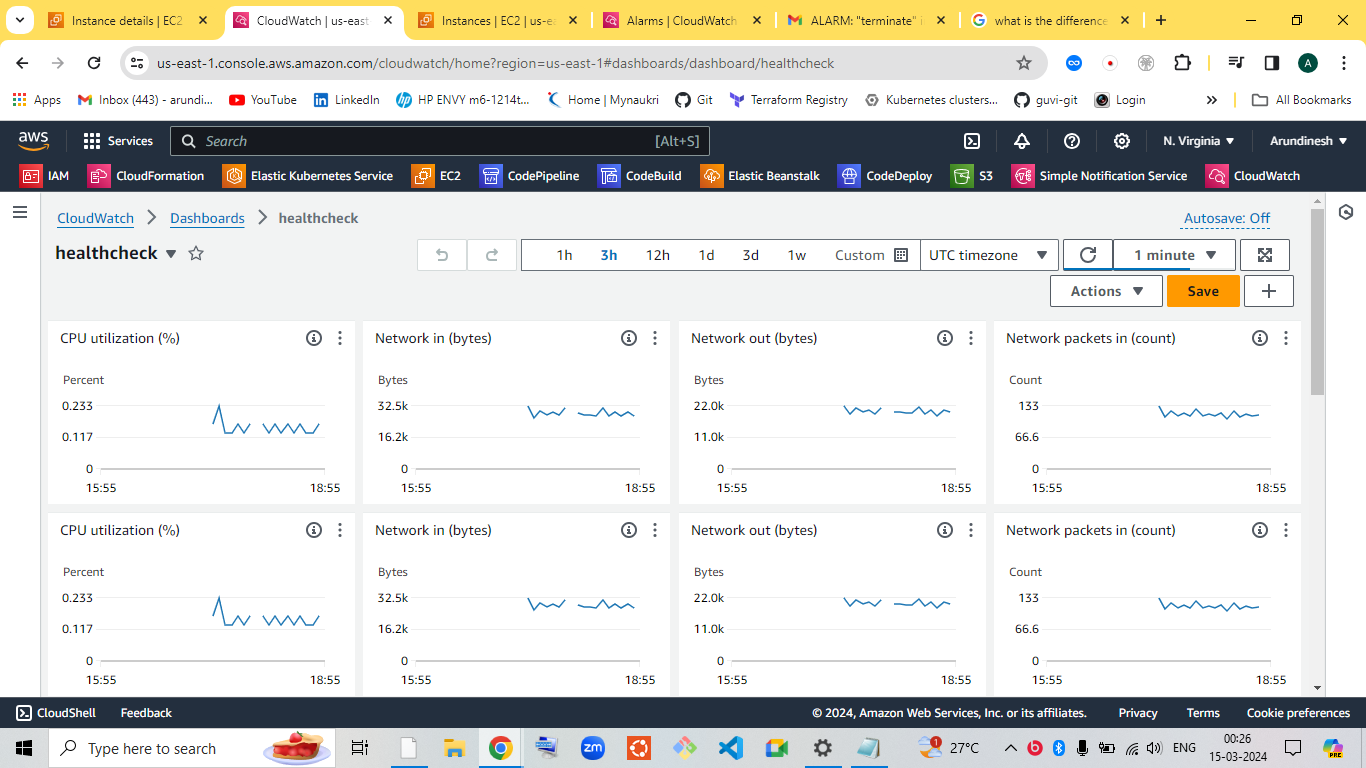 Instance details | EC2
CloudWatch | us-east
Instances | EC2 | us-ea
Alarms | CloudWatch
ALARM: "terminate" i
what is the difference
us-east-1.console.aws.amazon.com/cloudwatch/home?region=us-east-1#dashboards/dashboard/healthcheck
A
Apps
Inbox (443) - arundi...
YouTube
LinkedIn
HP ENVY m6-1214t...
Home | Mynaukri
Git
Terraform Registry
Kubernetes clusters...
guvi-git
Login
All Bookmarks
aws
Services
Search
[Alt+S]
N. Virginia
Arundinesh
IAM
CloudFormation
Elastic Kubernetes Service
EC2
CodePipeline
CodeBuild
Elastic Beanstalk
CodeDeploy
S3
Simple Notification Service
CloudWatch
CloudWatch
Dashboards
healthcheck
Autosave: Off
healthcheck
1h
3h
12h
1d
3d
1w
Custom
UTC timezone
1 minute
Actions
Save
CPU utilization (%)
Percent
0.233
0.117
0
15:55
18:55
Network in (bytes)
Bytes
32.5k
16.2k
0
15:55
18:55
Network out (bytes)
Bytes
22.0k
11.0k
0
15:55
18:55
Network packets in (count)
Count
133
66.6
0
15:55
18:55
CPU utilization (%)
Percent
0.233
0.117
0
15:55
18:55
Network in (bytes)
Bytes
32.5k
16.2k
0
15:55
18:55
Network out (bytes)
Bytes
22.0k
11.0k
0
15:55
18:55
Network packets in (count)
Count
133
66.6
0
15:55
18:55
CloudShell
Feedback
© 2024, Amazon Web Services, Inc. or its affiliates.
Privacy
Terms
Cookie preferences
Type here to search
zm
1
27°C
ENG
00:26
15-03-2024
PRE